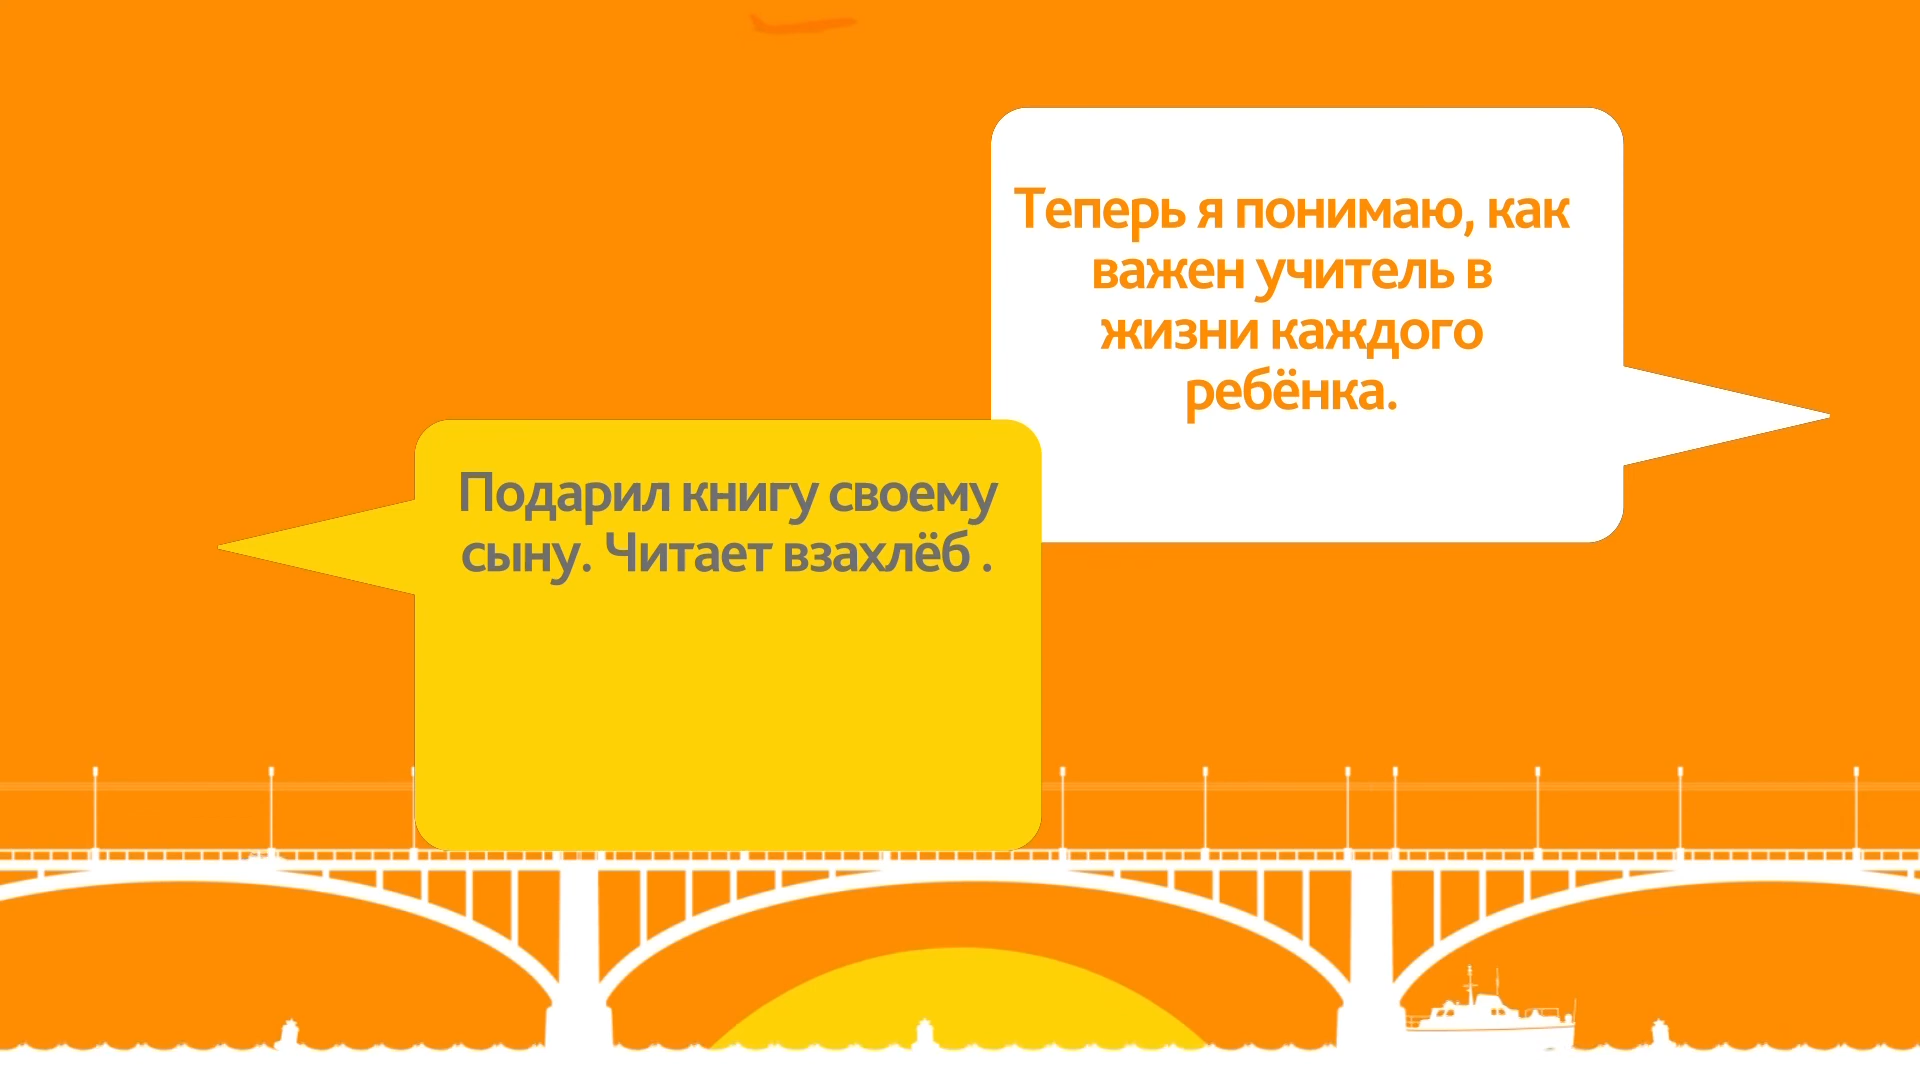 Теперь я понимаю, как
важен учитель в
жизни каждого
ребёнка.
Подарил книгу своему
сыну. Читает взахлёб .